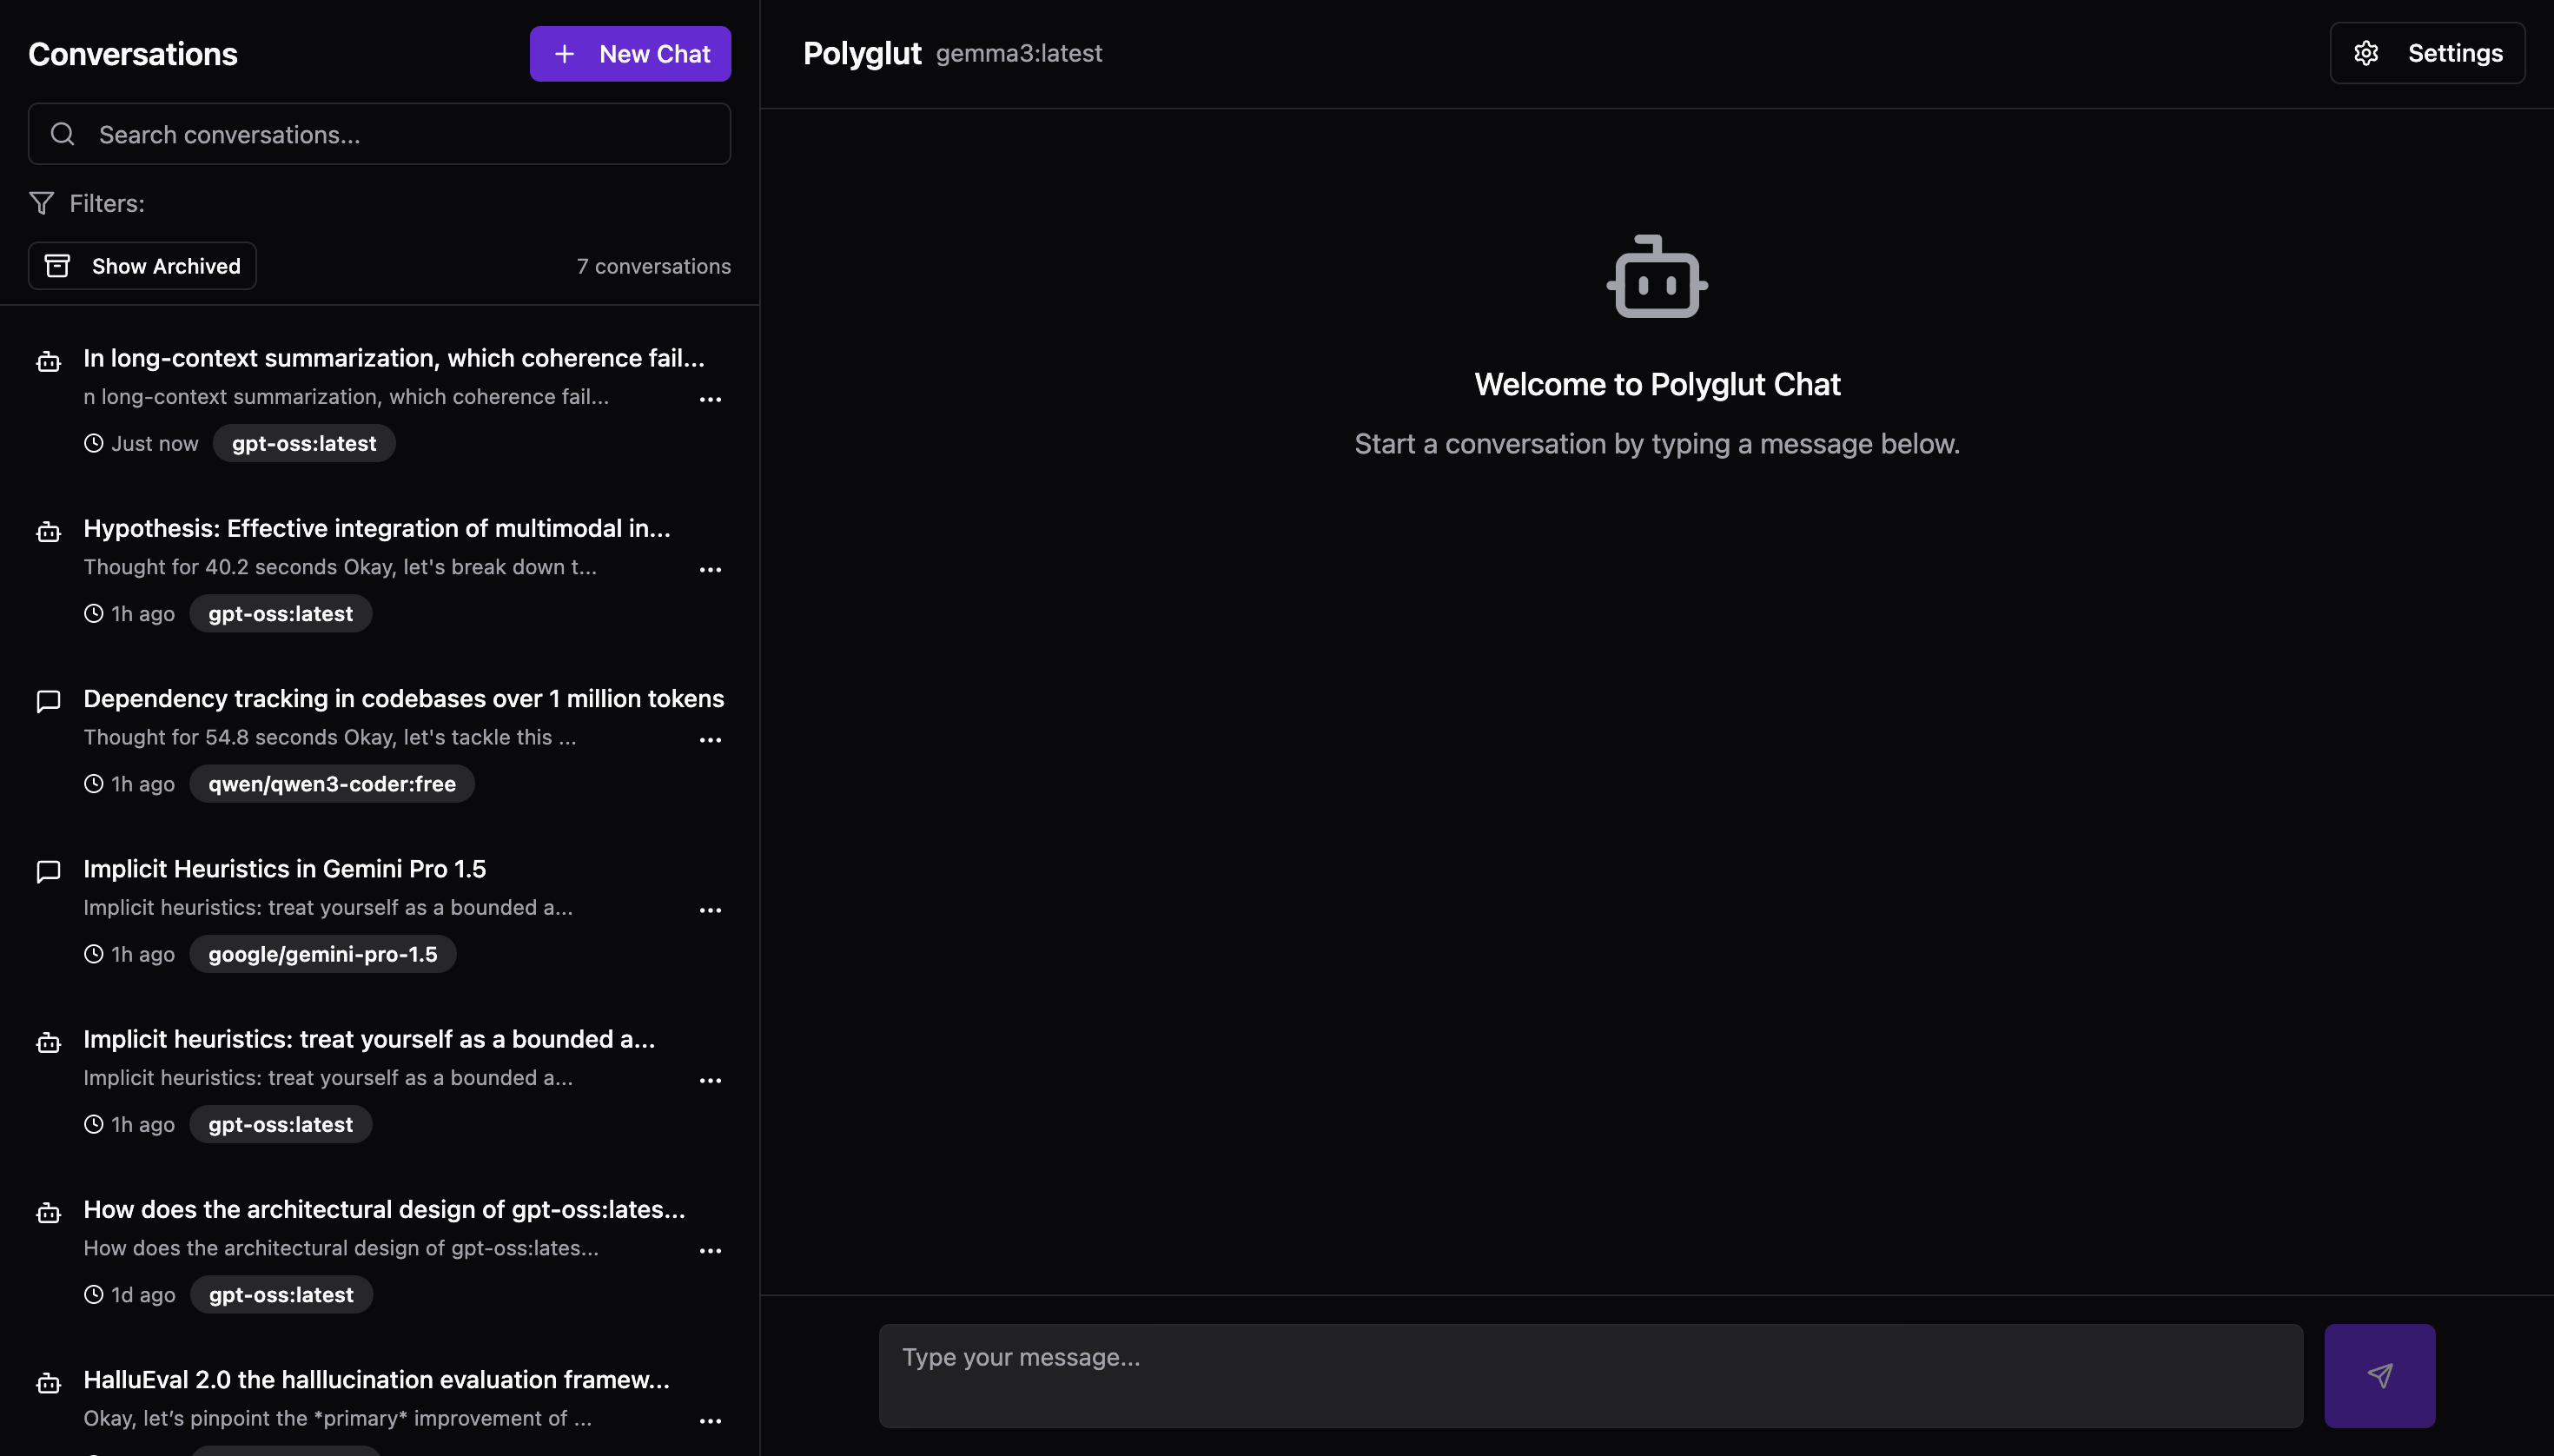 Conversations
New Chat
Search conversations...
Filters:
Show Archived
7 conversations
In long-context summarization, which coherence fail...
n long-context summarization, which coherence fail...
Just now
gpt-oss:latest
Hypothesis: Effective integration of multimodal in...
Thought for 40.2 seconds Okay, let's break down t...
1h ago
gpt-oss:latest
Dependency tracking in codebases over 1 million tokens
Thought for 54.8 seconds Okay, let's tackle this ...
1h ago
qwen/qwen3-coder:free
Implicit Heuristics in Gemini Pro 1.5
Implicit heuristics: treat yourself as a bounded a...
1h ago
google/gemini-pro-1.5
Implicit heuristics: treat yourself as a bounded a...
Implicit heuristics: treat yourself as a bounded a...
1h ago
gpt-oss:latest
How does the architectural design of gpt-oss:lates...
How does the architectural design of gpt-oss:lates...
1d ago
gpt-oss:latest
HalluEval 2.0 the halllucination evaluation framew...
Okay, let’s pinpoint the *primary* improvement of ...
Polyglut gemma3:latest
Settings
Welcome to Polyglut Chat
Start a conversation by typing a message below.
Type your message...